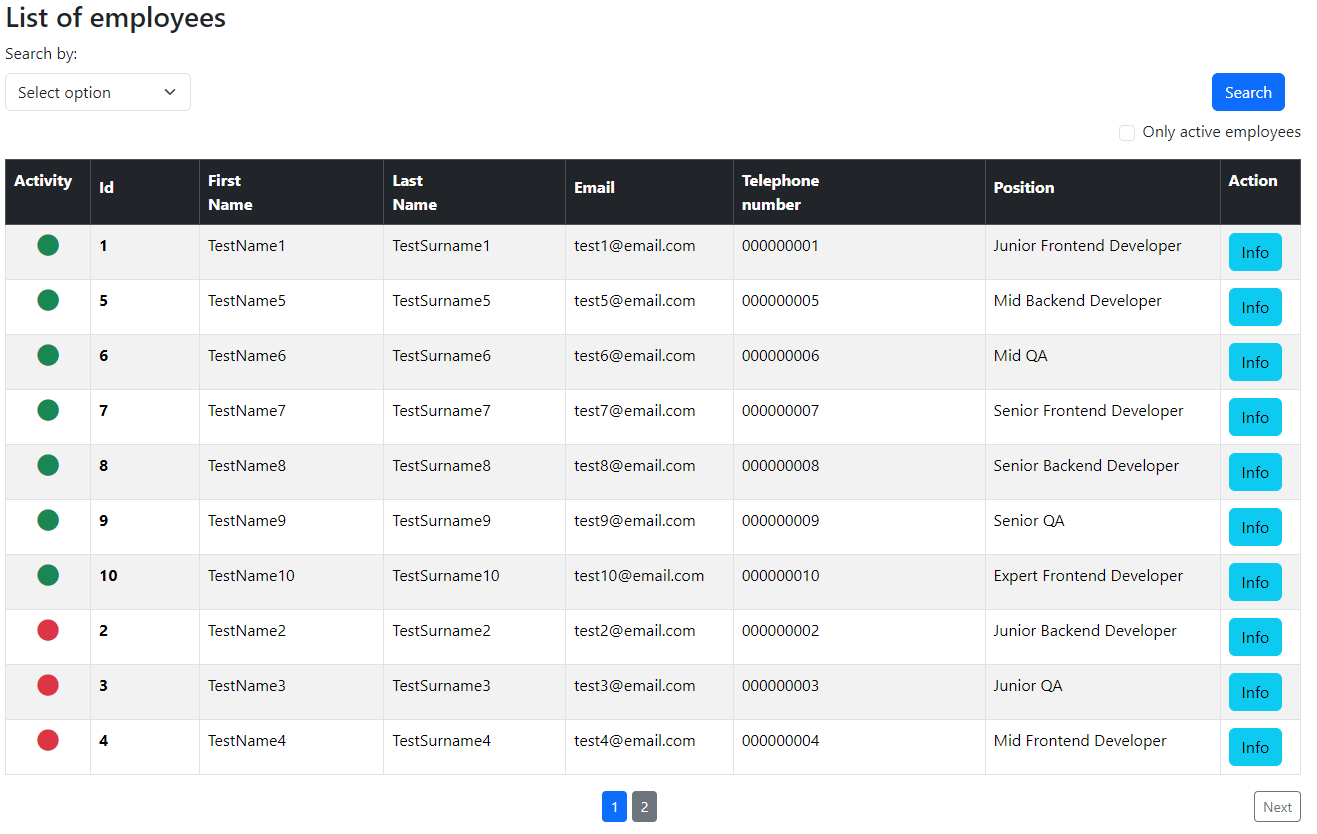 List of employees
Search by:
Select option
Search
Only active employees
Activity Id First Name Last Name Email Telephone number Position Action
1 TestName1 TestSurname1 test1@email.com 000000001 Junior Frontend Developer Info
5 TestName5 TestSurname5 test5@email.com 000000005 Mid Backend Developer Info
6 TestName6 TestSurname6 test6@email.com 000000006 Mid QA Info
7 TestName7 TestSurname7 test7@email.com 000000007 Senior Frontend Developer Info
8 TestName8 TestSurname8 test8@email.com 000000008 Senior Backend Developer Info
9 TestName9 TestSurname9 test9@email.com 000000009 Senior QA Info
10 TestName10 TestSurname10 test10@email.com 000000010 Expert Frontend Developer Info
2 TestName2 TestSurname2 test2@email.com 000000002 Junior Backend Developer Info
3 TestName3 TestSurname3 test3@email.com 000000003 Junior QA Info
4 TestName4 TestSurname4 test4@email.com 000000004 Mid Frontend Developer Info
1 2 Next